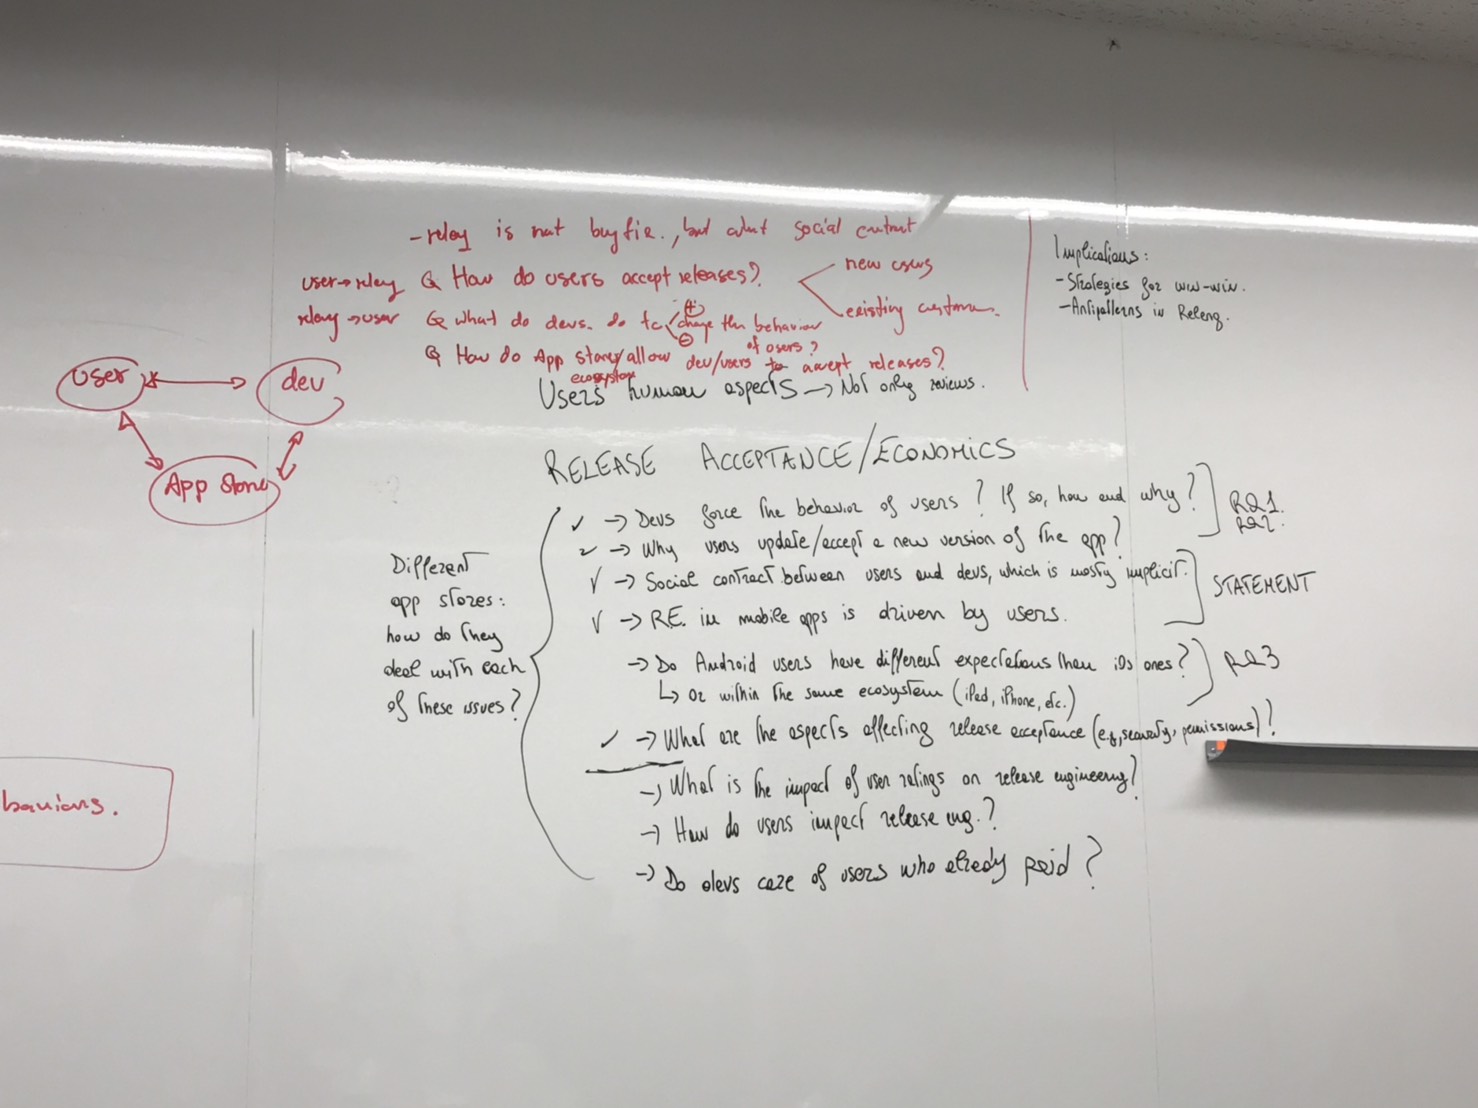 - releng is not bug fix., but about social contract
user → releng Q How do users accept releases?
new users
existing customers.
releng → user Q What do devs. do to change the behavior
⊕
⊖
of users?
Q How do App stores/allow dev/users to accept releases?
ecosystem
Users human aspects → Not only reviews.
Implications:
- Strategies for win-win.
- Antipatterns in Releng.
user
dev
App Store
RELEASE ACCEPTANCE/ECONOMICS
✓ → Devs force the behavior of users? If so, how and why?
RQ1.
RQ2.
✓ → Why users update/accept a new version of the app?
✓ → Social contract between users and devs, which is mostly implicit.
STATEMENT
✓ → R.E. in mobile apps is driven by users.
→ Do Android users have different expectations than iOs ones?
RQ3
↳ Or within the same ecosystem (iPad, iPhone, etc.)
✓ → What are the aspects affecting release acceptance (e.g., security, permissions)?
→ What is the impact of user ratings on release engineering?
→ How do users impact release eng.?
→ Do devs care of users who already paid?
Different
app stores:
how do they
deal with each
of these issues?